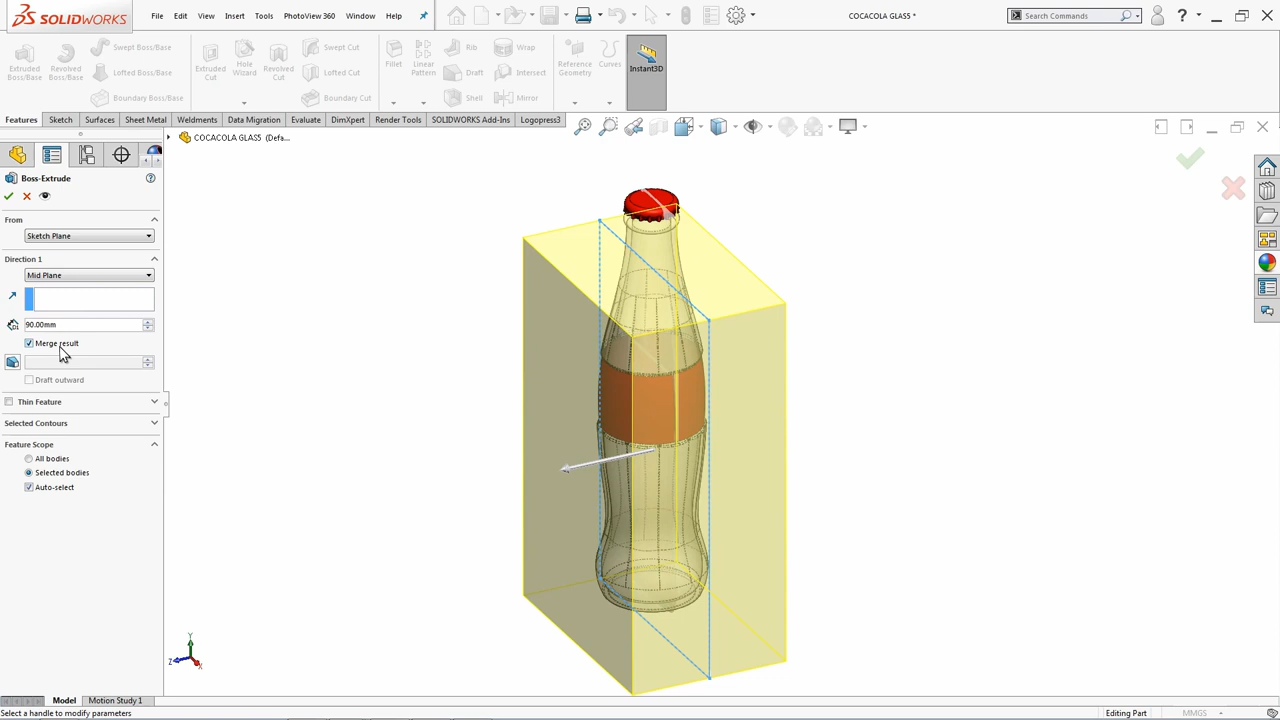 SOLIDWORKS File Edit View Insert Tools PhotoView 360 Window Help COCACOLA GLAS5 * Search Commands ?
Extruded Boss/Base
Revolved Boss/Base
Swept Boss/Base
Lofted Boss/Base
Boundary Boss/Base
Extruded Cut
Hole Wizard
Revolved Cut
Swept Cut
Lofted Cut
Boundary Cut
Fillet
Linear Pattern
Rib
Draft
Shell
Wrap
Intersect
Mirror
Reference Geometry
Curves
Instant3D
Features Sketch Surfaces Sheet Metal Weldments Data Migration Evaluate DimXpert Render Tools SOLIDWORKS Add-Ins Logopress3
COCACOLA GLAS5 (Defa...
Boss-Extrude
From
Sketch Plane
Direction 1
Mid Plane
90.00mm
Merge result
Draft outward
Thin Feature
Selected Contours
Feature Scope
All bodies
Selected bodies
Auto-select
Y
Z
X
Model Motion Study 1
Select a handle to modify parameters Editing Part MMGS